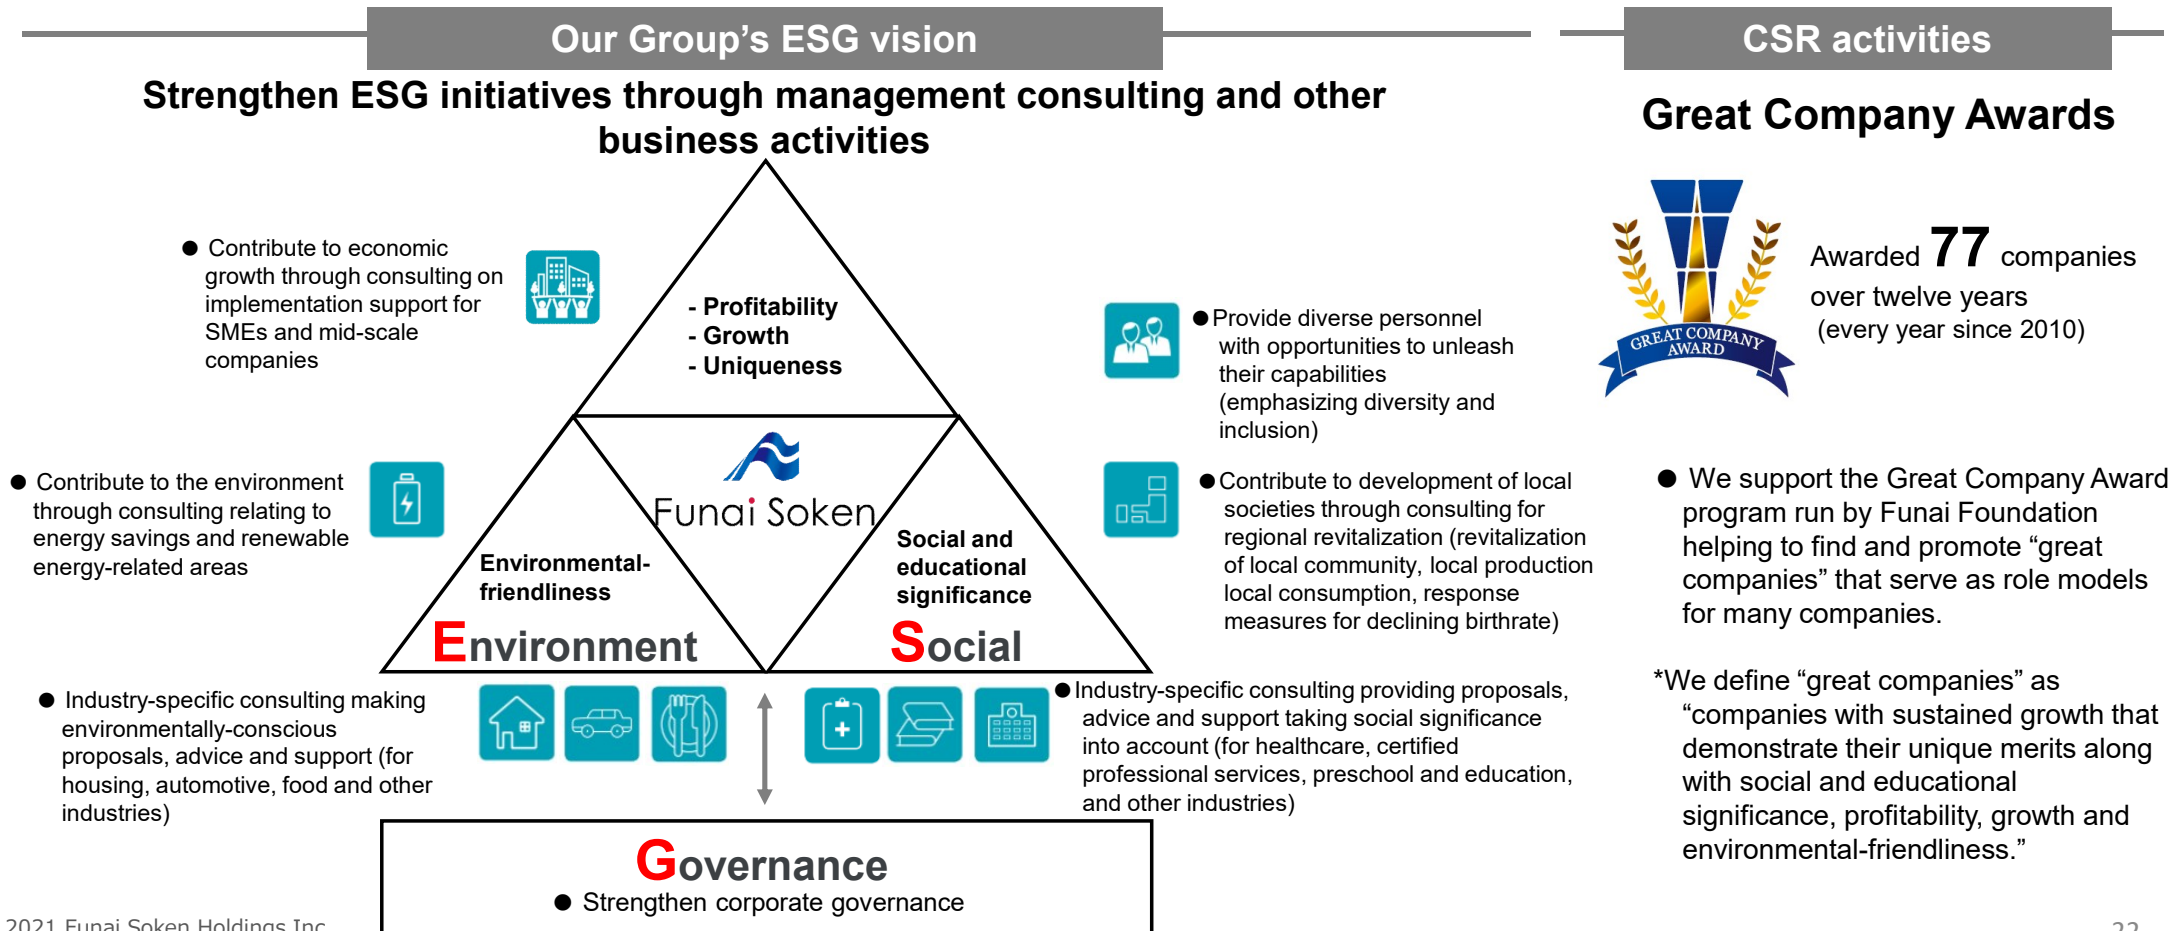 Our Group’s ESG vision
Strengthen ESG initiatives through management consulting and other
business activities
● Contribute to economic
growth through consulting on
implementation support for
SMEs and mid-scale
companies
- Profitability
- Growth
- Uniqueness
● Provide diverse personnel
with opportunities to unleash
their capabilities
(emphasizing diversity and
inclusion)
● Contribute to the environment
through consulting relating to
energy savings and renewable
energy-related areas
Funai Soken
● Contribute to development of local
societies through consulting for
regional revitalization (revitalization
of local community, local production
local consumption, response
measures for declining birthrate)
Environmental-
friendliness
Environment
Social and
educational
significance
Social
● Industry-specific consulting making
environmentally-conscious
proposals, advice and support (for
housing, automotive, food and other
industries)
● Industry-specific consulting providing proposals,
advice and support taking social significance
into account (for healthcare, certified
professional services, preschool and education,
and other industries)
Governance
● Strengthen corporate governance
CSR activities
Great Company Awards
GREAT COMPANY
AWARD
Awarded 77 companies
over twelve years
(every year since 2010)
● We support the Great Company Award
program run by Funai Foundation
helping to find and promote “great
companies” that serve as role models
for many companies.
*We define “great companies” as
“companies with sustained growth that
demonstrate their unique merits along
with social and educational
significance, profitability, growth and
environmental-friendliness.”
2021 Funai Soken Holdings Inc
22